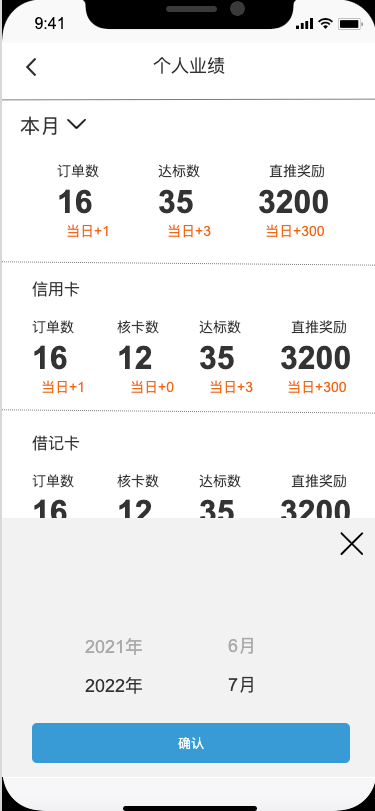 9:41
个人业绩
本月
订单数 达标数 直推奖励
16 35 3200
当日+1 当日+3 当日+300
信用卡
订单数 核卡数 达标数 直推奖励
16 12 35 3200
当日+1 当日+0 当日+3 当日+300
借记卡
订单数 核卡数 达标数 直推奖励
16 12 35 3200
2021年 6月
2022年 7月
确认